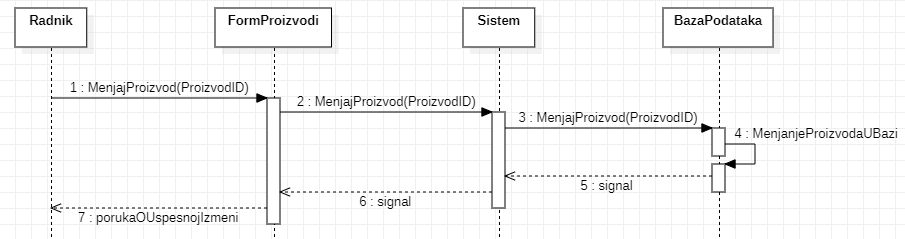 Radnik
FormProizvodi
Sistem
BazaPodataka
1 : MenjajProizvod(ProizvodID)
2 : MenjajProizvod(ProizvodID)
3 : MenjajProizvod(ProizvodID)
4 : MenjanjeProizvodaUBazi
5 : signal
6 : signal
7 : porukaOUspesnojIzmeni